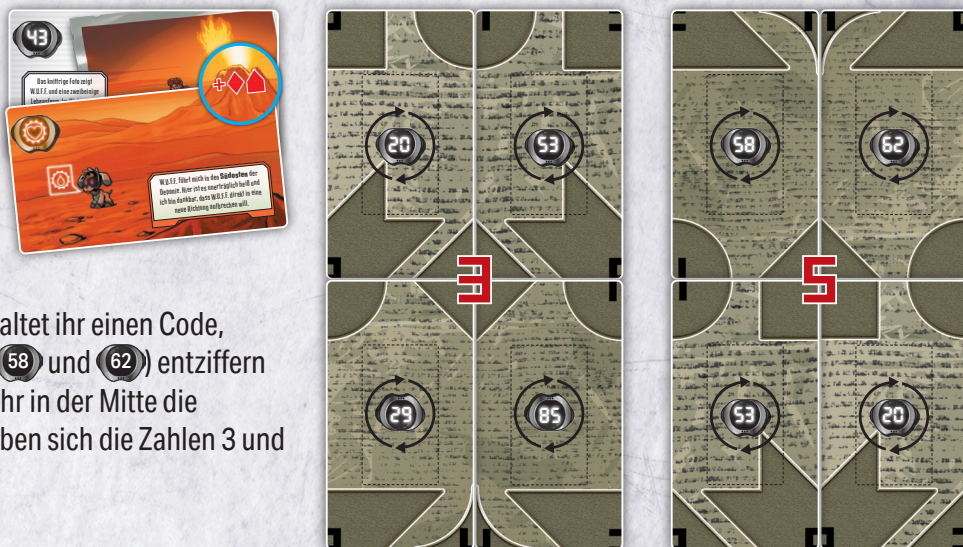 43
Das knittrige Foto zeigt
W.U.F.F. und eine zweibeinige
W.U.F.F. führt mich in den Südosten der
Deponie. Hier ist es unerträglich heiß und
ich bin dankbar, dass W.U.F.F. direkt in eine
neue Richtung aufbrechen will.
altet ihr einen Code,
58 und 62) entziffern
hr in der Mitte die
ben sich die Zahlen 3 und
20
53
3
29
85
58
62
5
53
20